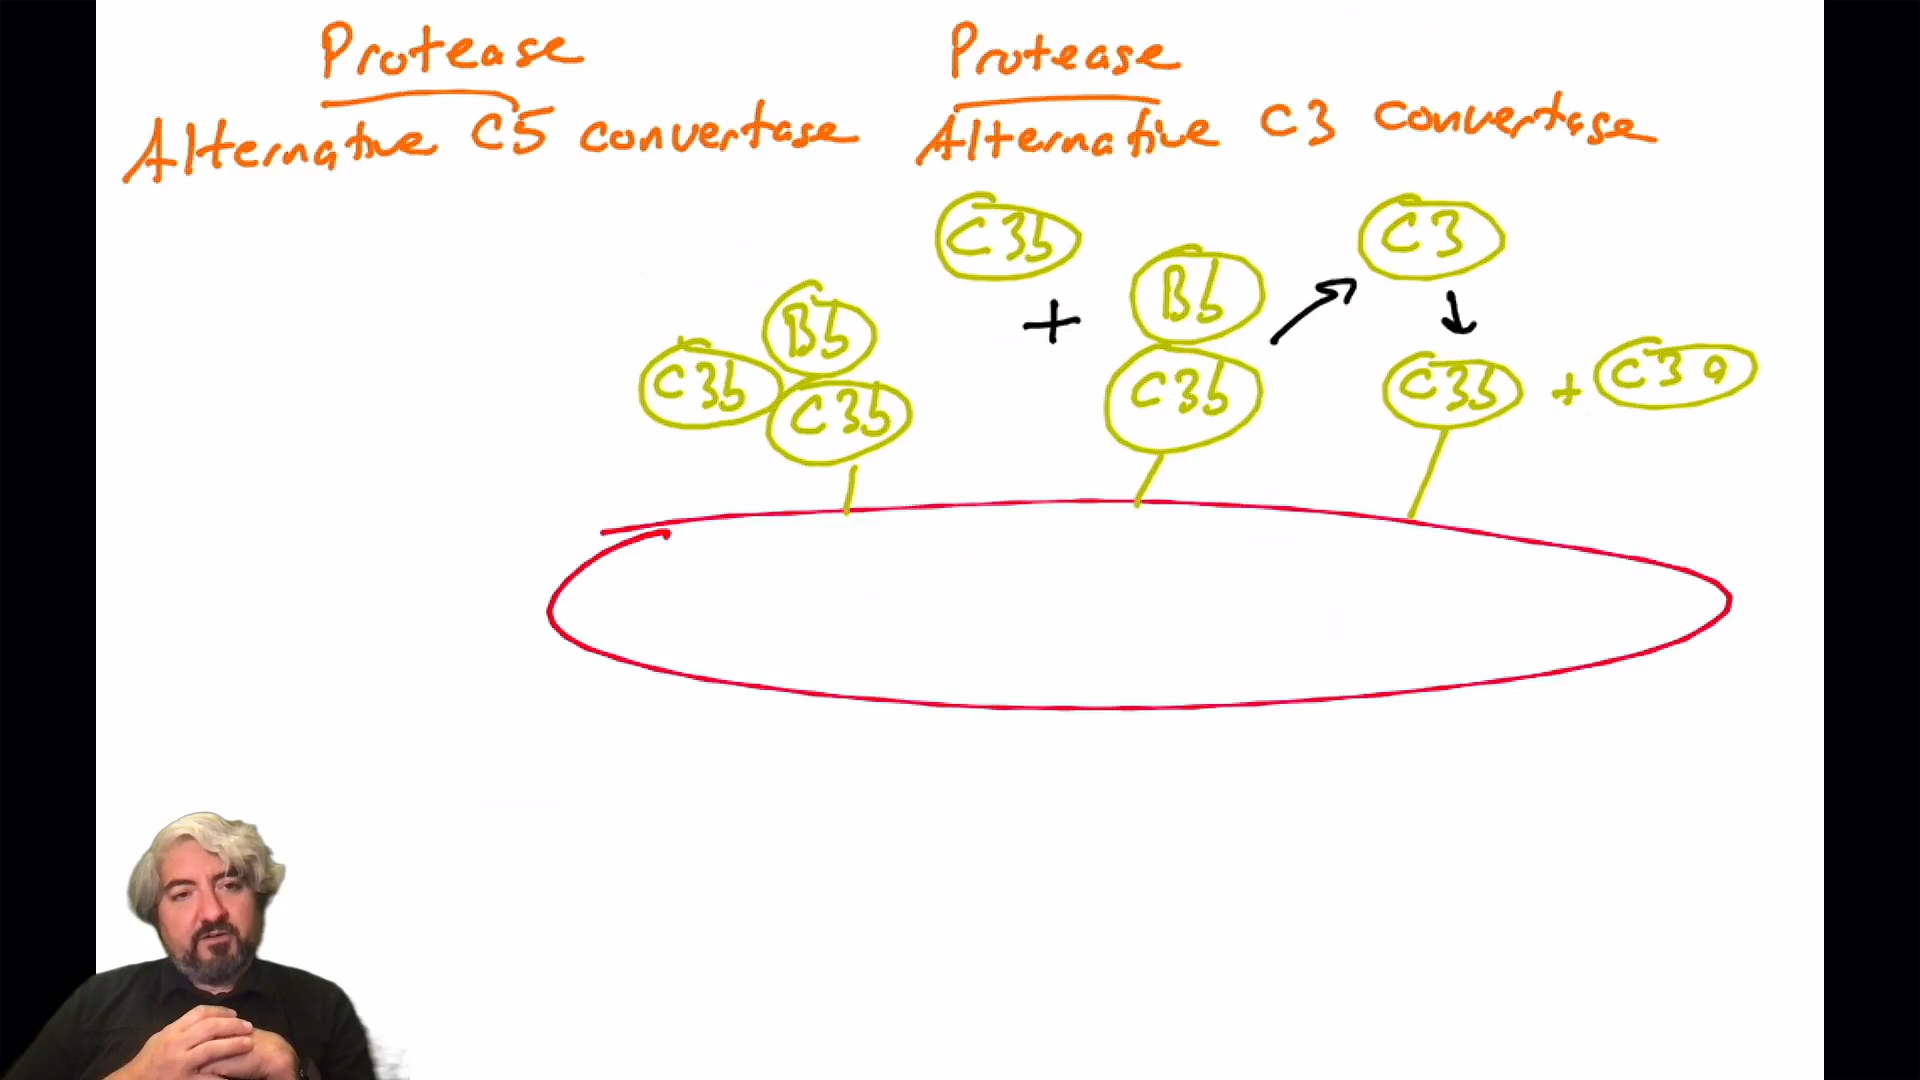 Protease
Alternative C5 convertase
Protease
Alternative C3 convertase
C3b
+
Bb
C3b
C3
C3b + C3a
Bb
C3b
C3b